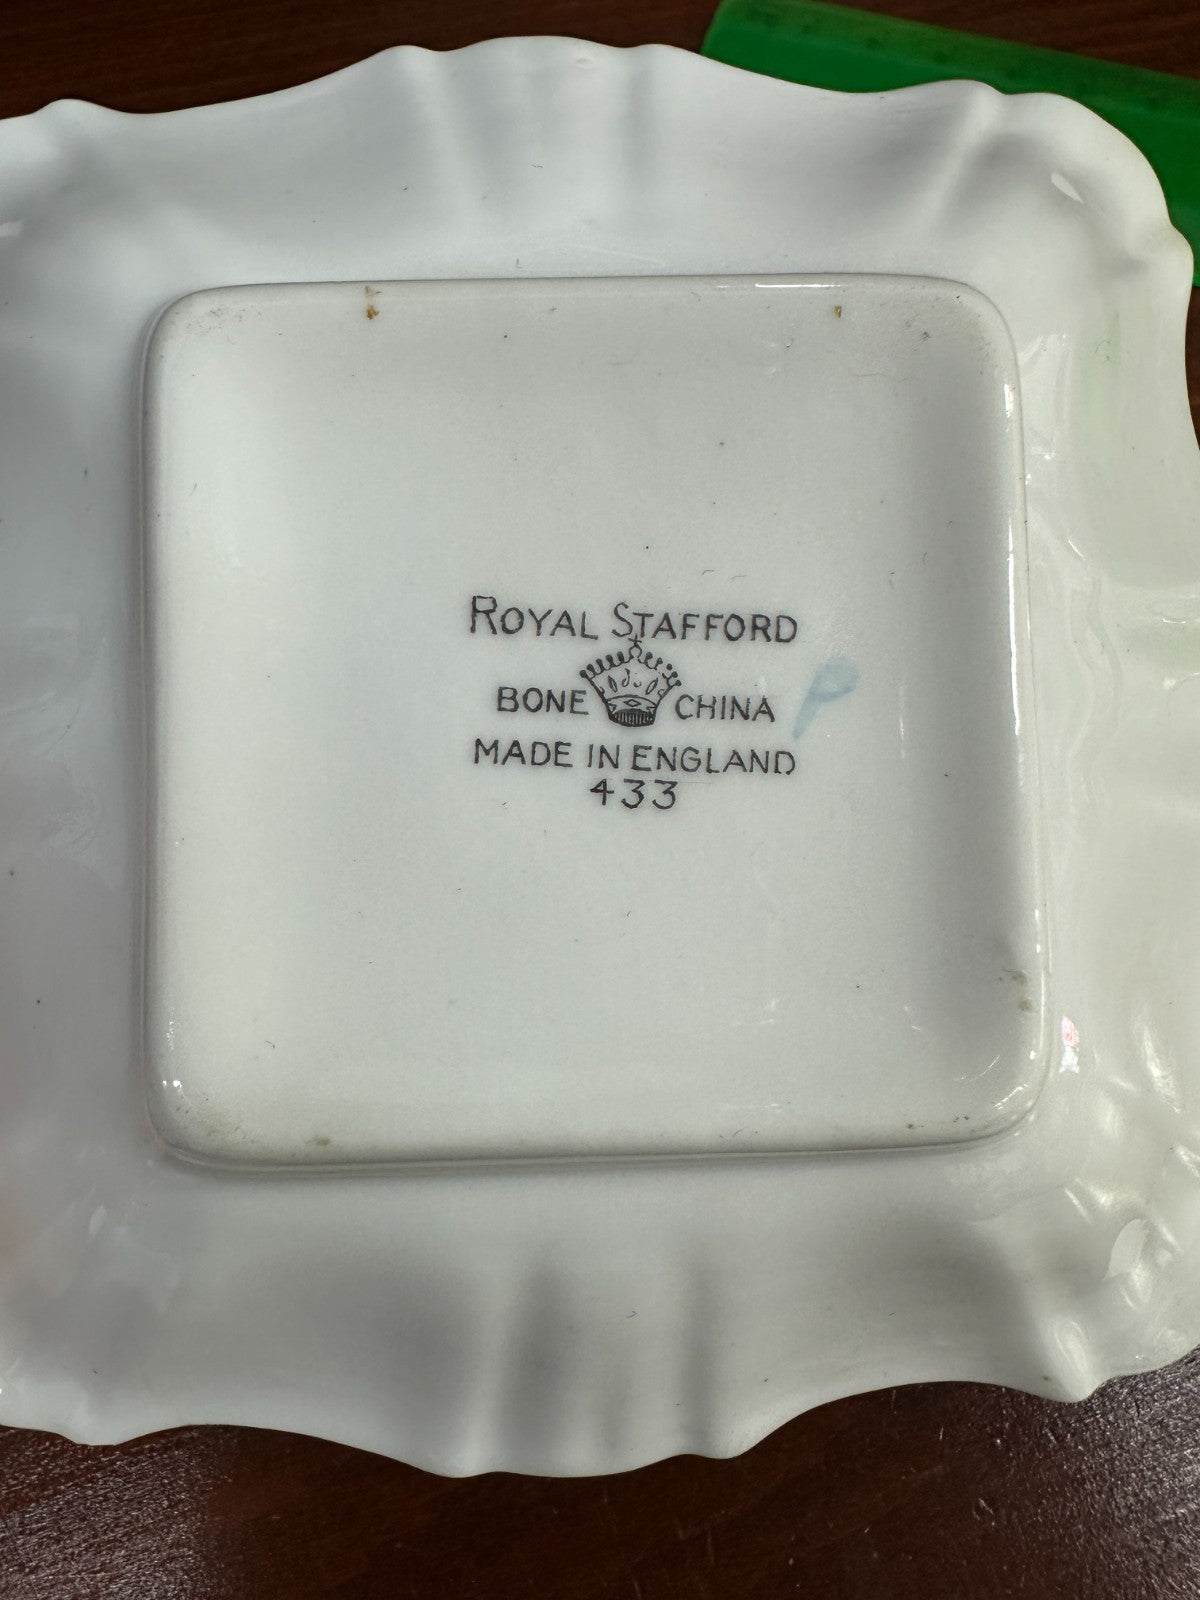 ROYAL STAFFORD
BONE CHINA P
MADE IN ENGLAND
433